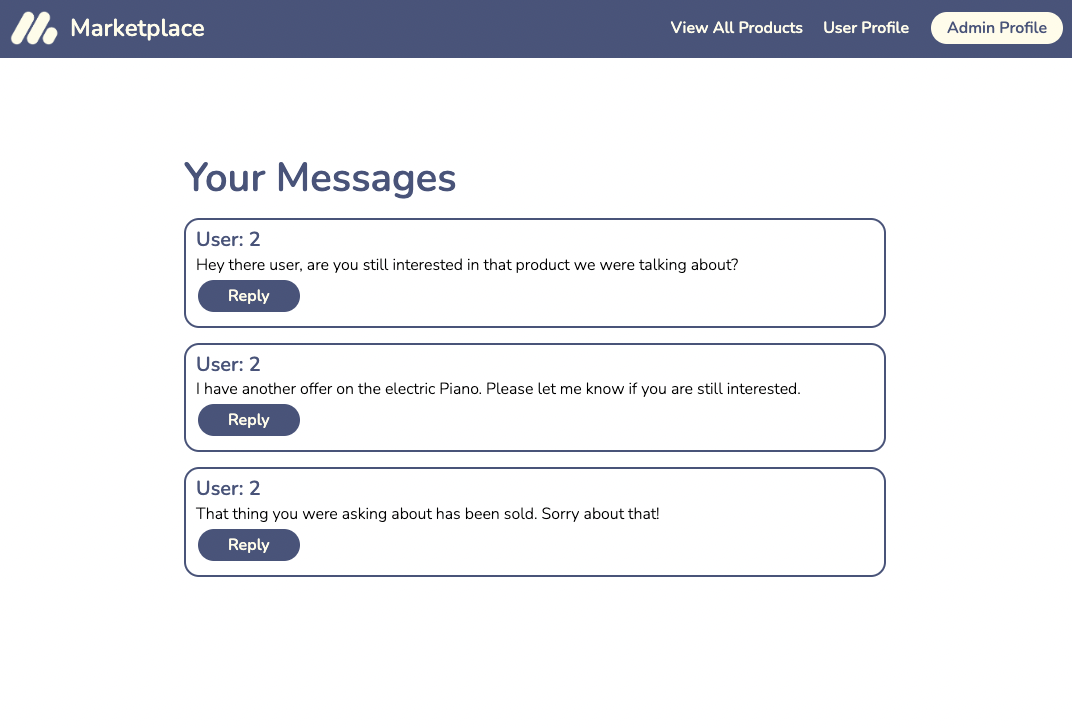 Marketplace
View All Products
User Profile
Admin Profile
Your Messages
User: 2
Hey there user, are you still interested in that product we were talking about?
Reply
User: 2
I have another offer on the electric Piano. Please let me know if you are still interested.
Reply
User: 2
That thing you were asking about has been sold. Sorry about that!
Reply